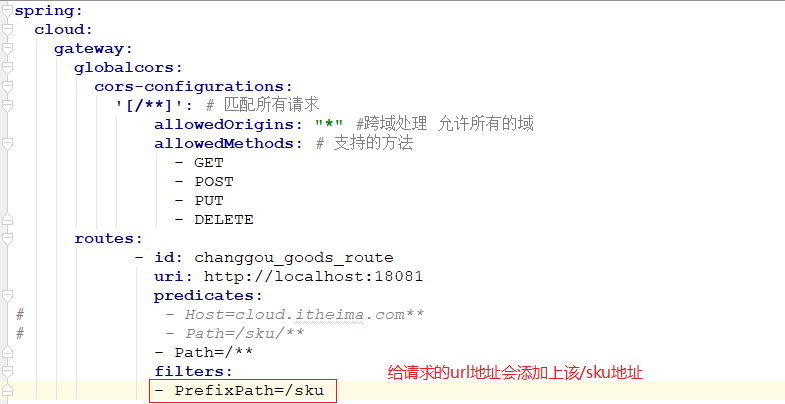 spring:
cloud:
gateway:
globalcors:
cors-configurations:
'[/**]': # 匹配所有请求
allowedOrigins: "*" #跨域处理 允许所有的域
allowedMethods: # 支持的方法
- GET
- POST
- PUT
- DELETE
routes:
- id: changgou_goods_route
uri: http://localhost:18081
predicates:
# - Host=cloud.itheima.com**
# - Path=/sku/**
- Path=/**
filters:
- PrefixPath=/sku
给请求的url地址会添加上该/sku地址